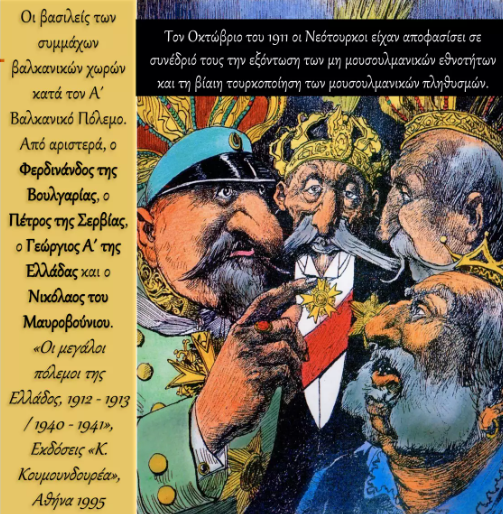 Οι βασιλείς των
συμμάχων
βαλκανικών χωρών
κατά τον Α΄
Βαλκανικό Πόλεμο.
Από αριστερά, ο
Φερδινάνδος της
Βουλγαρίας, ο
Πέτρος της Σερβίας,
ο Γεώργιος Α΄ της
Ελλάδας και ο
Νικόλαος του
Μαυροβούνιου.
«Οι μεγάλοι
πόλεμοι της
Ελλάδος, 1912 - 1913
/ 1940 - 1941»,
Εκδόσεις «Κ.
Κουμουνδουρέα»,
Αθήνα 1995
Τον Οκτώβριο του 1911 οι Νεότουρκοι είχαν αποφασίσει σε
συνέδριό τους την εξόντωση των μη μουσουλμανικών εθνοτήτων
και τη βίαιη τουρκοποίηση των μουσουλμανικών πληθυσμών.